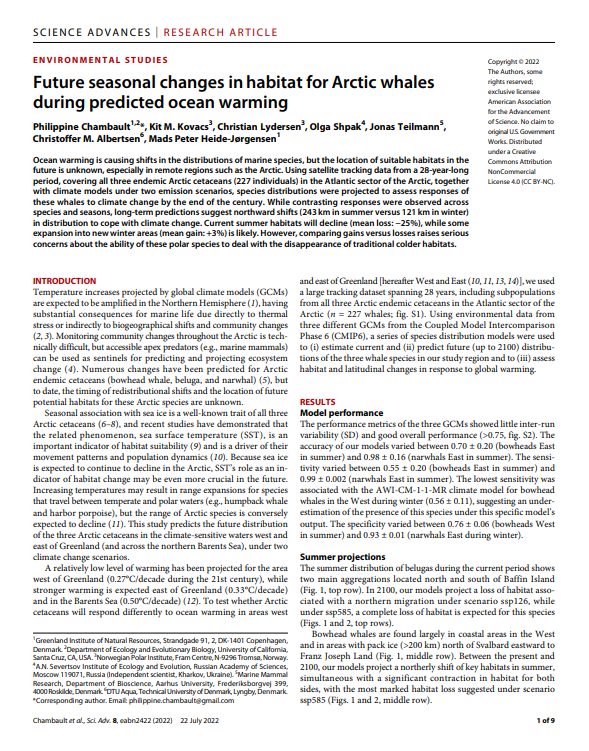 SCIENCE ADVANCES | RESEARCH ARTICLE
ENVIRONMENTAL STUDIES
Future seasonal changes in habitat for Arctic whales
during predicted ocean warming
Philippine Chambault1,2*, Kit M. Kovacs3, Christian Lydersen3, Olga Shpak4, Jonas Teilmann5,
Christoffer M. Albertsen6, Mads Peter Heide-Jørgensen1
Ocean warming is causing shifts in the distributions of marine species, but the location of suitable habitats in the
future is unknown, especially in remote regions such as the Arctic. Using satellite tracking data from a 28-year-long
period, covering all three endemic Arctic cetaceans (227 individuals) in the Atlantic sector of the Arctic, together
with climate models under two emission scenarios, species distributions were projected to assess responses of
these whales to climate change by the end of the century. While contrasting responses were observed across
species and seasons, long-term predictions suggest northward shifts (243 km in summer versus 121 km in winter)
in distribution to cope with climate change. Current summer habitats will decline (mean loss: −25%), while some
expansion into new winter areas (mean gain: +3%) is likely. However, comparing gains versus losses raises serious
concerns about the ability of these polar species to deal with the disappearance of traditional colder habitats.
Copyright © 2022
The Authors, some
rights reserved;
exclusive licensee
American Association
for the Advancement
of Science. No claim to
original U.S. Government
Works. Distributed
under a Creative
Commons Attribution
NonCommercial
License 4.0 (CC BY-NC).
INTRODUCTION
Temperature increases projected by global climate models (GCMs)
are expected to be amplified in the Northern Hemisphere (1), having
substantial consequences for marine life due directly to thermal
stress or indirectly to biogeographical shifts and community changes
(2, 3). Monitoring community changes throughout the Arctic is tech-
nically difficult, but accessible apex predators (e.g., marine mammals)
can be used as sentinels for predicting and projecting ecosystem
change (4). Numerous changes have been predicted for Arctic
endemic cetaceans (bowhead whale, beluga, and narwhal) (5), but
to date, the timing of redistributional shifts and the location of future
potential habitats for these Arctic species are unknown.
Seasonal association with sea ice is a well-known trait of all three
Arctic cetaceans (6–8), and recent studies have demonstrated that
the related phenomenon, sea surface temperature (SST), is an
important indicator of habitat suitability (9) and is a driver of their
movement patterns and population dynamics (10). Because sea ice
is expected to continue to decline in the Arctic, SST's role as an in-
dicator of habitat change may be even more crucial in the future.
Increasing temperatures may result in range expansions for species
that travel between temperate and polar waters (e.g., humpback whale
and harbor porpoise), but the range of Arctic species is conversely
expected to decline (11). This study predicts the future distribution
of the three Arctic cetaceans in the climate-sensitive waters west and
east of Greenland (and across the northern Barents Sea), under two
climate change scenarios.
A relatively low level of warming has been projected for the area
west of Greenland (0.27°C/decade during the 21st century), while
stronger warming is expected east of Greenland (0.33°C/decade)
and in the Barents Sea (0.50°C/decade) (12). To test whether Arctic
cetaceans will respond differently to ocean warming in areas west
1Greenland Institute of Natural Resources, Strandgade 91, 2, DK-1401 Copenhagen,
Denmark. 2Department of Ecology and Evolutionary Biology, University of California,
Santa Cruz, CA, USA. 3Norwegian Polar Institute, Fram Centre, N-9296 Tromsø, Norway.
4A.N. Severtsov Institute of Ecology and Evolution, Russian Academy of Sciences,
Moscow 119071, Russia (Independent scientist, Kharkov, Ukraine). 5Marine Mammal
Research, Department of Bioscience, Aarhus University, Frederiksborgvej 399,
4000 Roskilde, Denmark. 6DTU Aqua, Technical University of Denmark, Lyngby, Denmark.
*Corresponding author. Email: philippine.chambault@gmail.com
and east of Greenland [hereafter West and East (10, 11, 13, 14)], we used
a large tracking dataset spanning 28 years, including subpopulations
from all three Arctic endemic cetaceans in the Atlantic sector of the
Arctic (n = 227 whales; fig. S1). Using environmental data from
three different GCMs from the Coupled Model Intercomparison
Phase 6 (CMIP6), a series of species distribution models were used
to (i) estimate current and (ii) predict future (up to 2100) distribu-
tions of the three whale species in our study region and to (iii) assess
habitat and latitudinal changes in response to global warming.
RESULTS
Model performance
The performance metrics of the three GCMs showed little inter-run
variability (SD) and good overall performance (>0.75, fig. S2). The
accuracy of our models varied between 0.70 ± 0.20 (bowheads East
in summer) and 0.98 ± 0.16 (narwhals East in summer). The sensi-
tivity varied between 0.55 ± 0.20 (bowheads East in summer) and
0.99 ± 0.002 (narwhals East in summer). The lowest sensitivity was
associated with the AWI-CM-1-1-MR climate model for bowhead
whales in the West during winter (0.56 ± 0.11), suggesting an under-
estimation of the presence of this species under this specific model's
output. The specificity varied between 0.76 ± 0.06 (bowheads West
in summer) and 0.93 ± 0.01 (narwhals East during winter).
Summer projections
The summer distribution of belugas during the current period shows
two main aggregations located north and south of Baffin Island
(Fig. 1, top row). In 2100, our models project a loss of habitat asso-
ciated with a northern migration under scenario ssp126, while
under ssp585, a complete loss of habitat is expected for this species
(Figs. 1 and 2, top rows).
Bowhead whales are found largely in coastal areas in the West
and in areas with pack ice (>200 km) north of Svalbard eastward to
Franz Joseph Land (Fig. 1, middle row). Between the present and
2100, our models project a northerly shift of key habitats in summer,
simultaneous with a significant contraction in habitat for both
sides, with the most marked habitat loss suggested under scenario
ssp585 (Figs. 1 and 2, middle row).
Chambault et al., Sci. Adv. 8, eabn2422 (2022) 22 July 2022
1 of 9